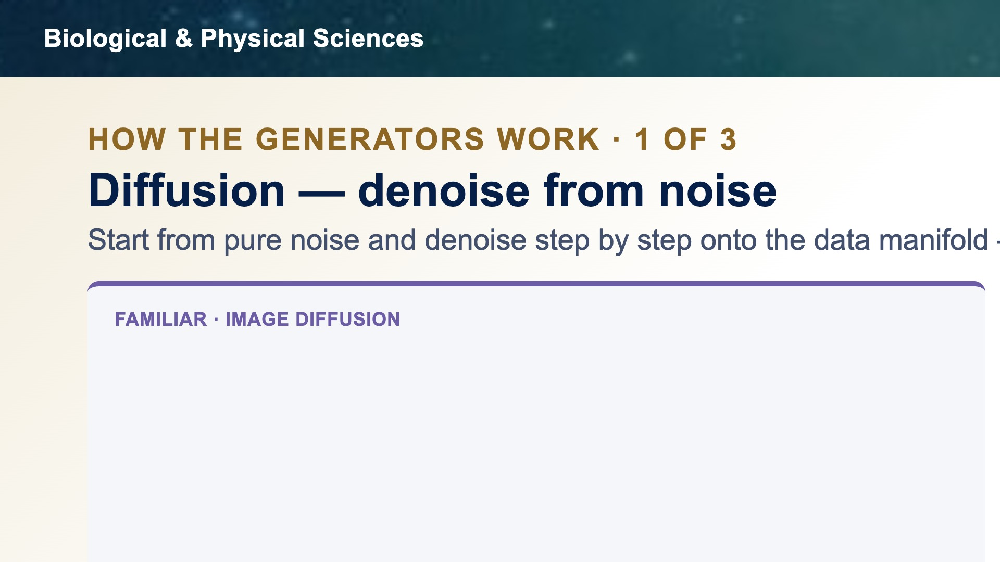 Biological & Physical Sciences
HOW THE GENERATORS WORK · 1 OF 3
Diffusion — denoise from noise
Start from pure noise and denoise step by step onto the data manifold
FAMILIAR · IMAGE DIFFUSION